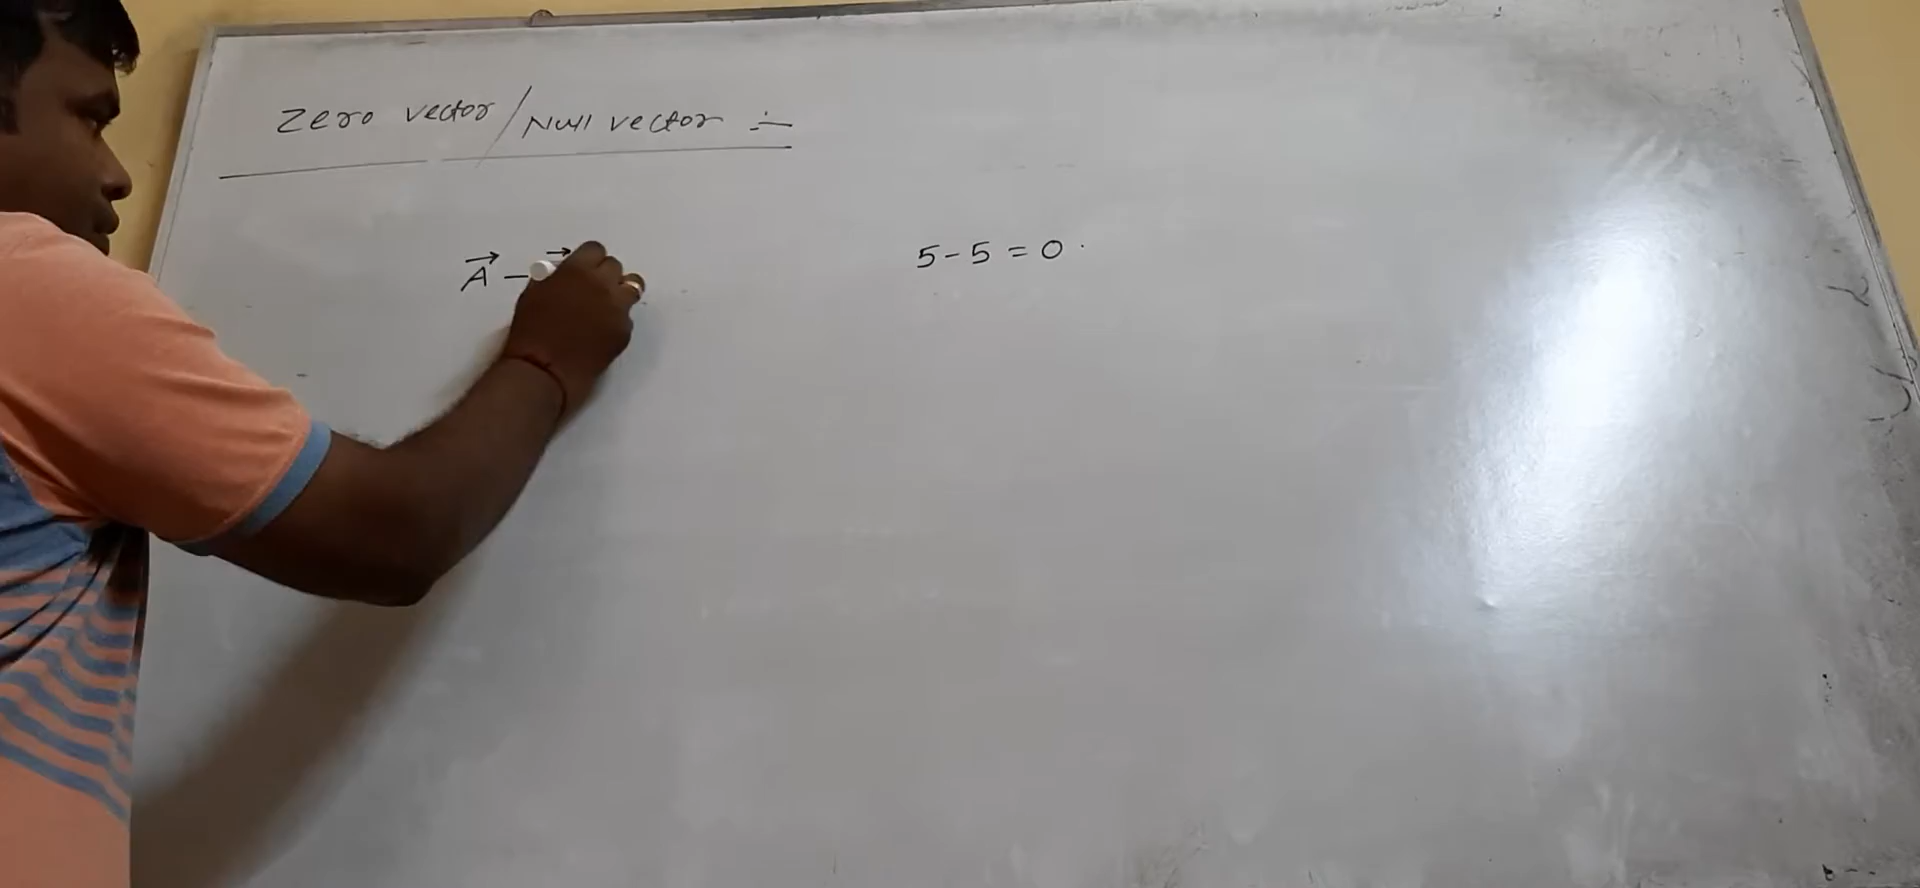 Zero vector / Null vector :-
A⃗ - →
5 - 5 = 0 .